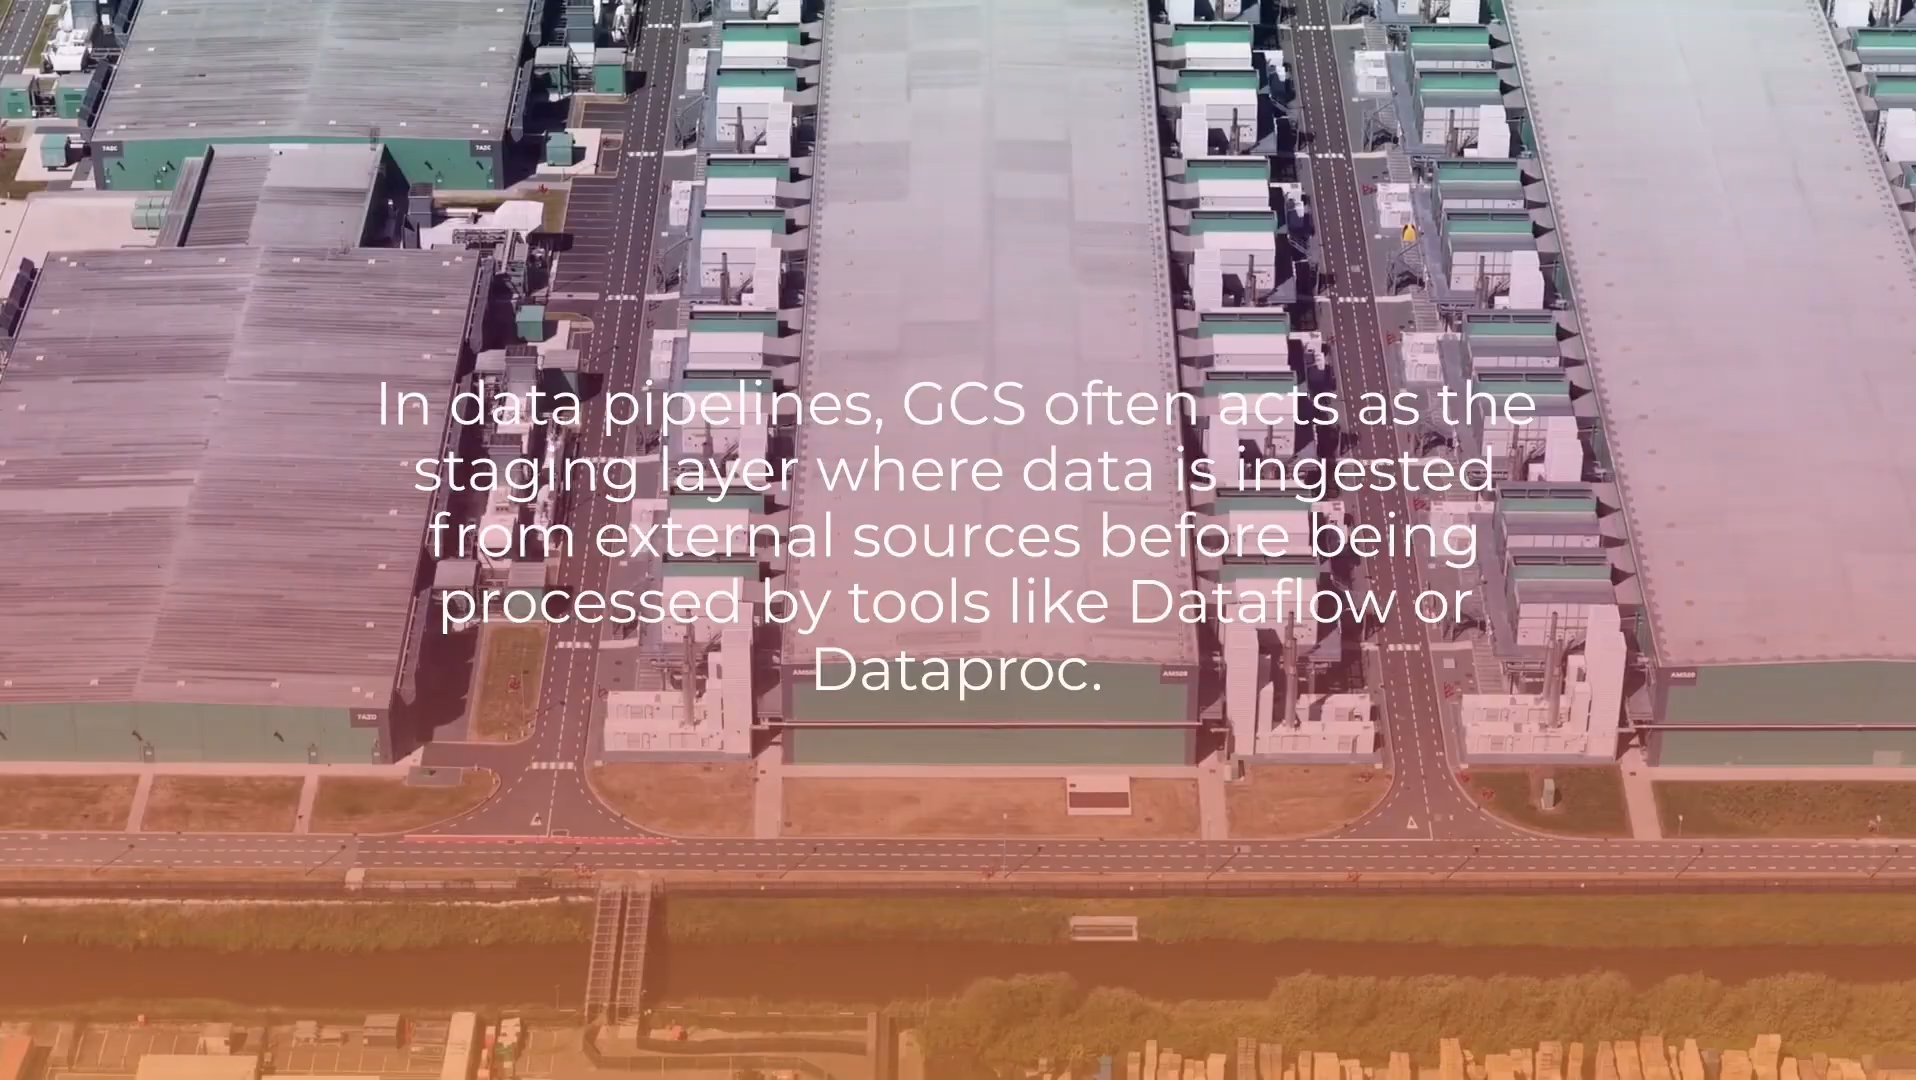 In data pipelines, GCS often acts as the
staging layer where data is ingested
from external sources before being
processed by tools like Dataflow or
Dataproc.